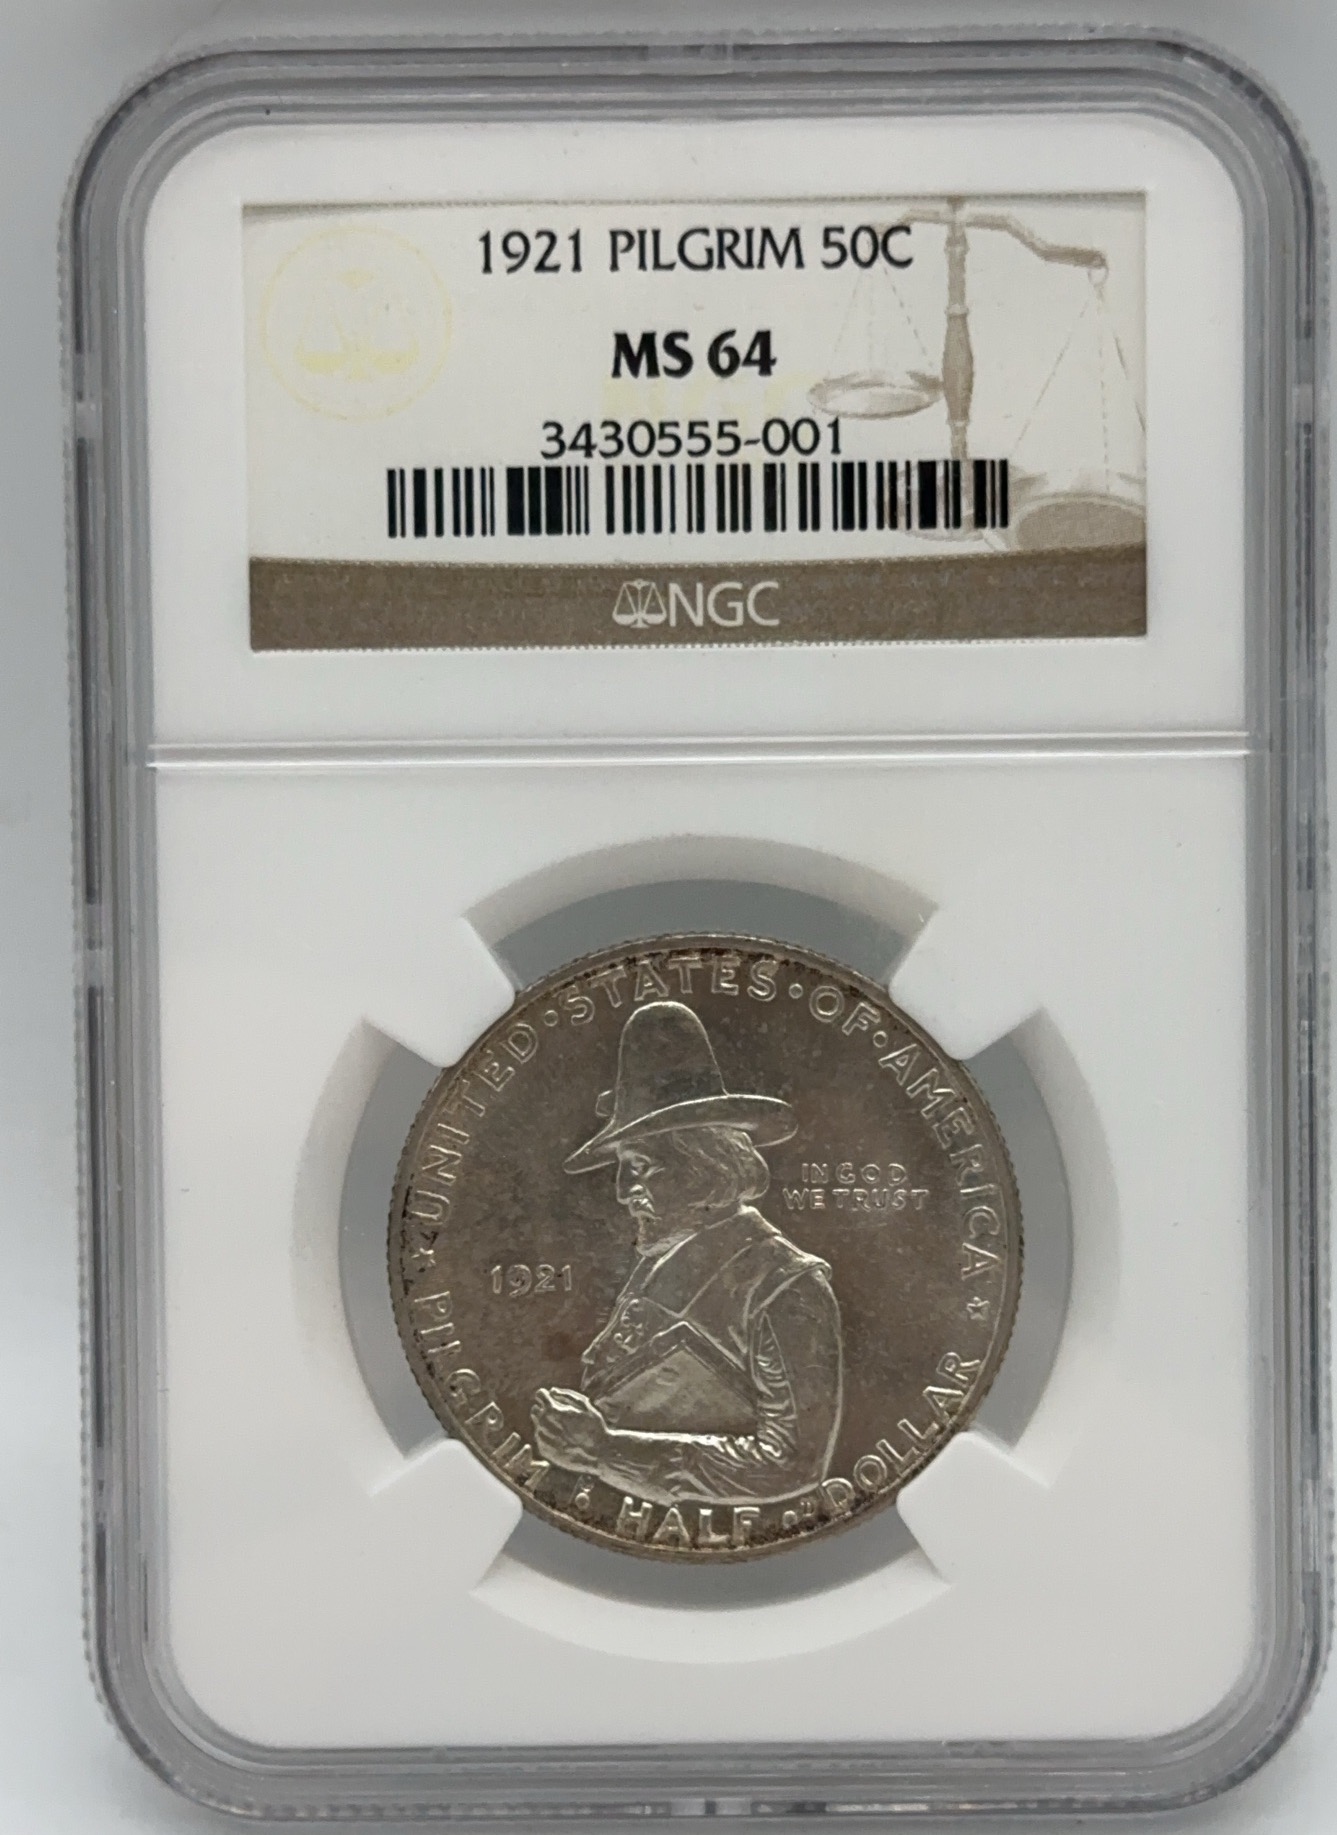 1921 PILGRIM 50C
MS 64
3430555-001
NGC
UNITED·STATES·OF·AMERICA
IN GOD
WE TRUST
1921
PILGRIM HALF DOLLAR